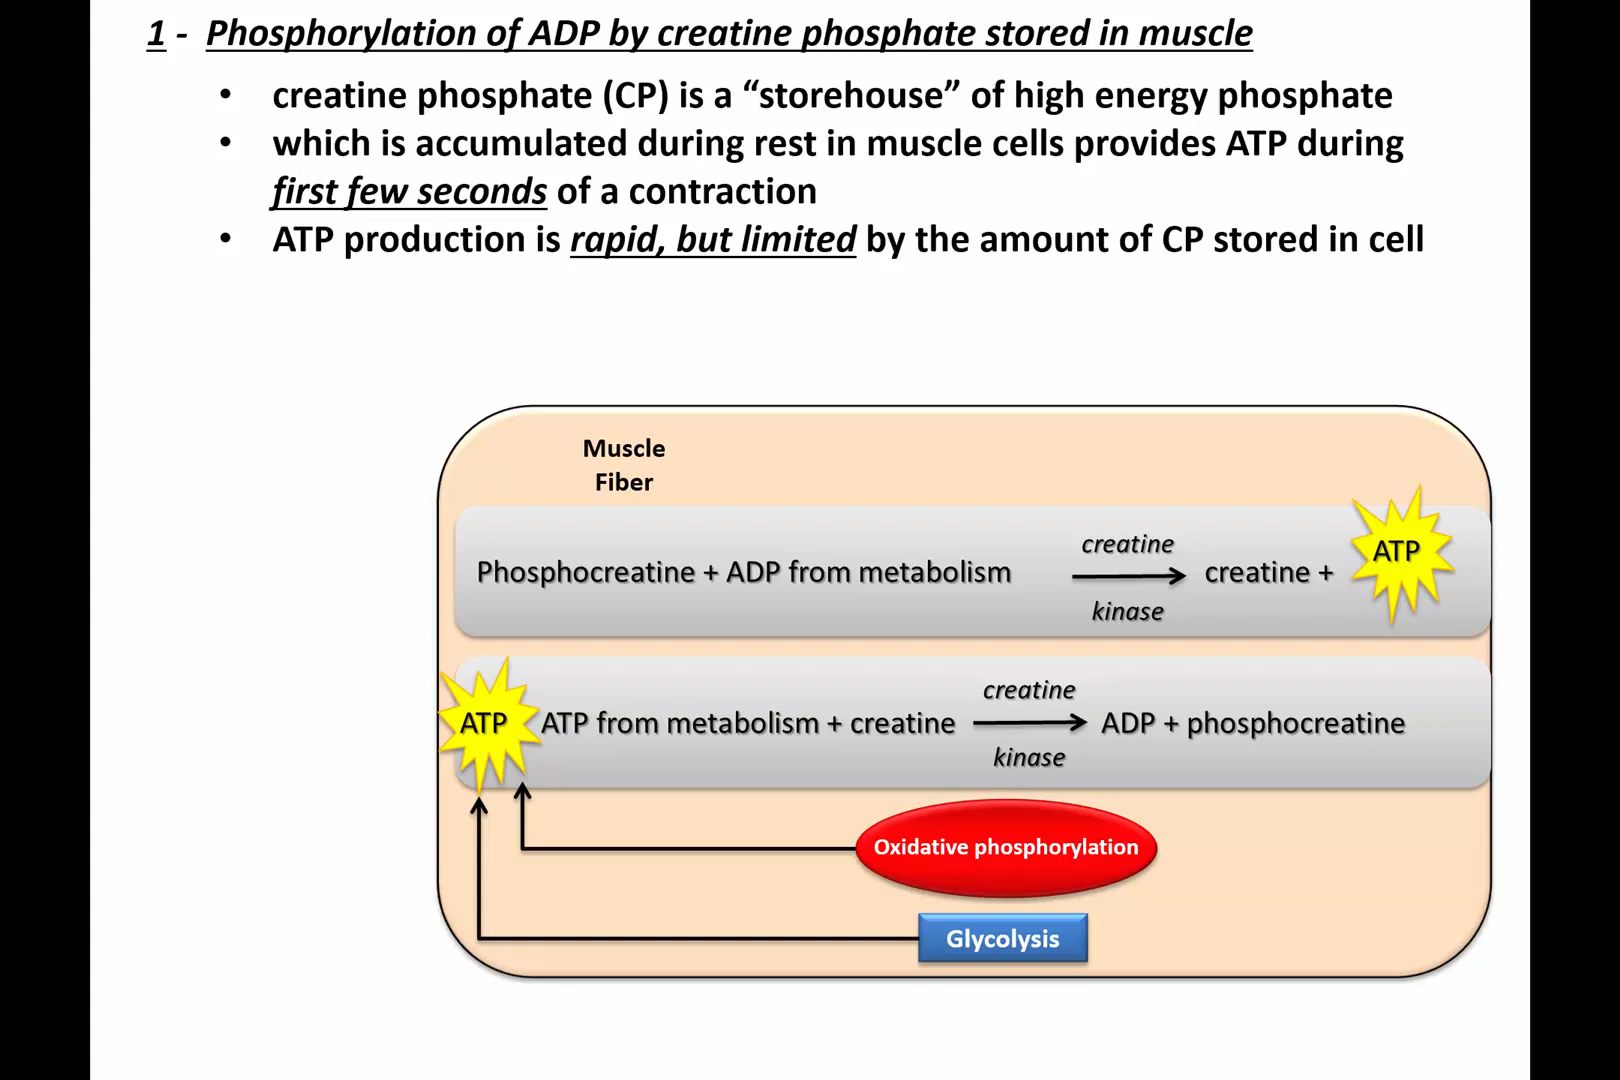 1 - Phosphorylation of ADP by creatine phosphate stored in muscle
• creatine phosphate (CP) is a “storehouse” of high energy phosphate
• which is accumulated during rest in muscle cells provides ATP during
first few seconds of a contraction
• ATP production is rapid, but limited by the amount of CP stored in cell
Muscle
Fiber
Phosphocreatine + ADP from metabolism
creatine
kinase
creatine +
ATP
ATP
ATP from metabolism + creatine
creatine
kinase
ADP + phosphocreatine
Oxidative phosphorylation
Glycolysis